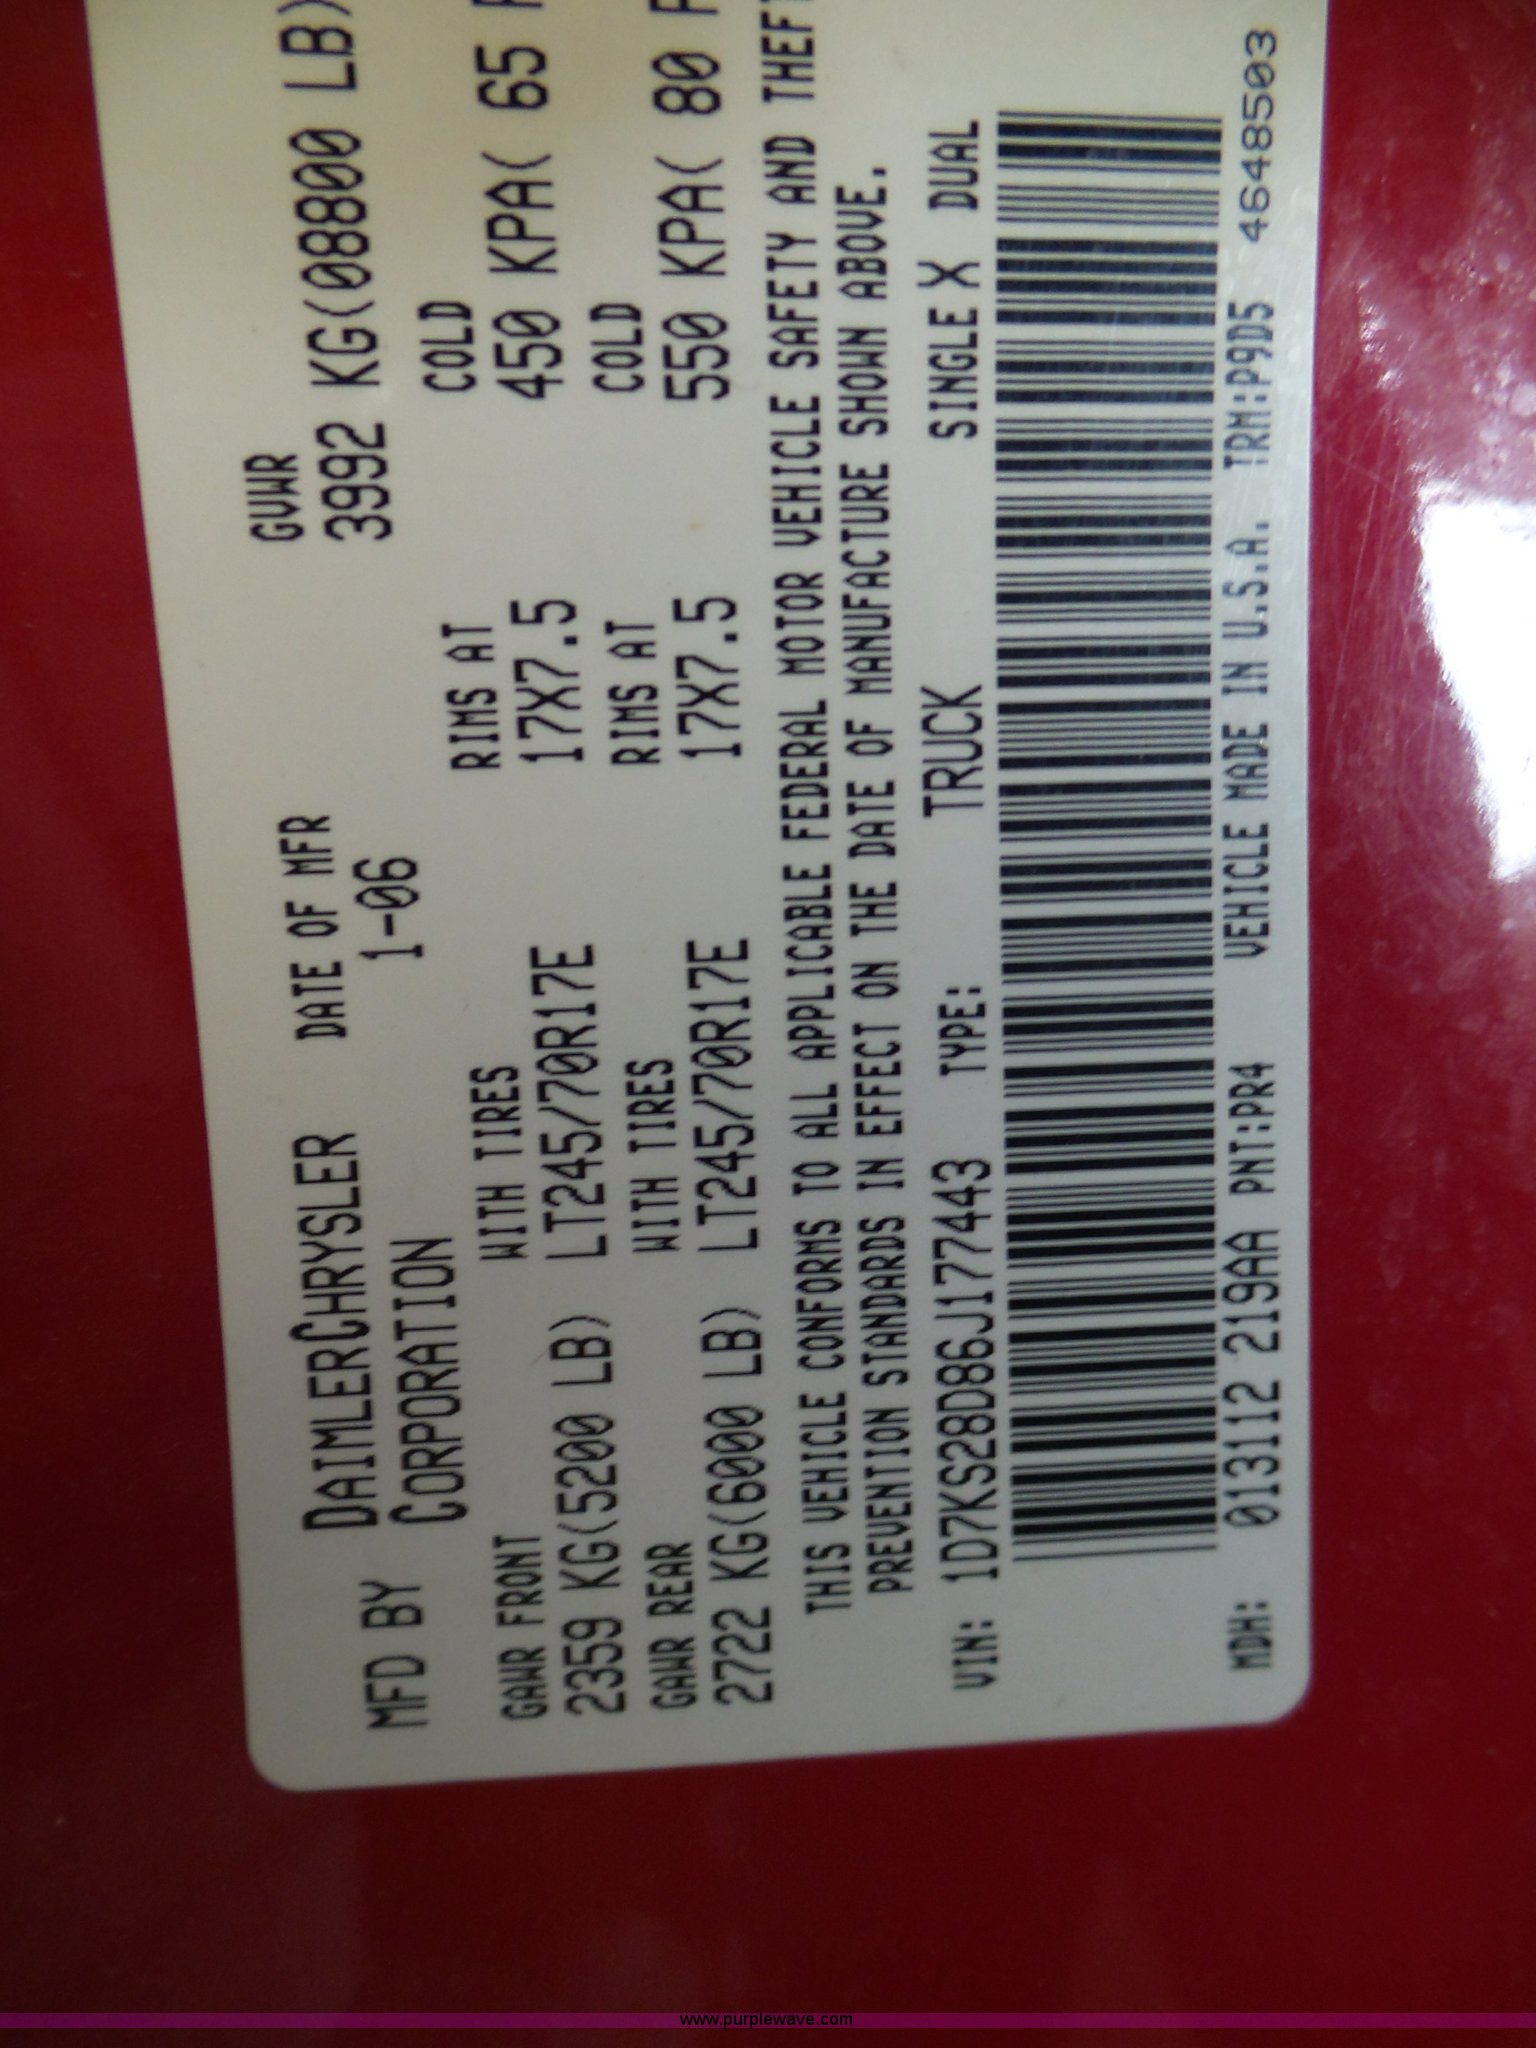 MFD BY DAIMLERCHRYSLER CORPORATION
DATE OF MFR 1-06
GVWR 3992 KG(08800 LB)
GAWR FRONT WITH TIRES RIMS AT COLD
2359 KG(5200 LB) LT245/70R17E 17X7.5 450 KPA( 65
GAWR REAR WITH TIRES RIMS AT COLD
2722 KG(6000 LB) LT245/70R17E 17X7.5 550 KPA( 80
THIS VEHICLE CONFORMS TO ALL APPLICABLE FEDERAL MOTOR VEHICLE SAFETY AND THEFT
PREVENTION STANDARDS IN EFFECT ON THE DATE OF MANUFACTURE SHOWN ABOVE.
VIN: 1D7KS28D86J177443 TYPE: TRUCK SINGLE X DUAL
MDH: 013112 219AA PNT:PR4 VEHICLE MADE IN U.S.A. TRM:P9D5 4648503
www.purplewave.com